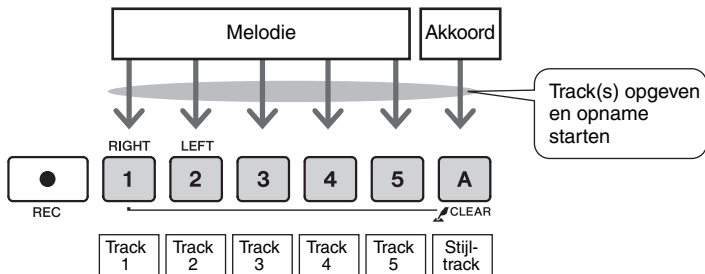 Melodie
Akkoord
Track(s) opgeven
en opname
starten
RIGHT
LEFT
1
2
3
4
5
A
REC
CLEAR
Track
1
Track
2
Track
3
Track
4
Track
5
Stijl-
track